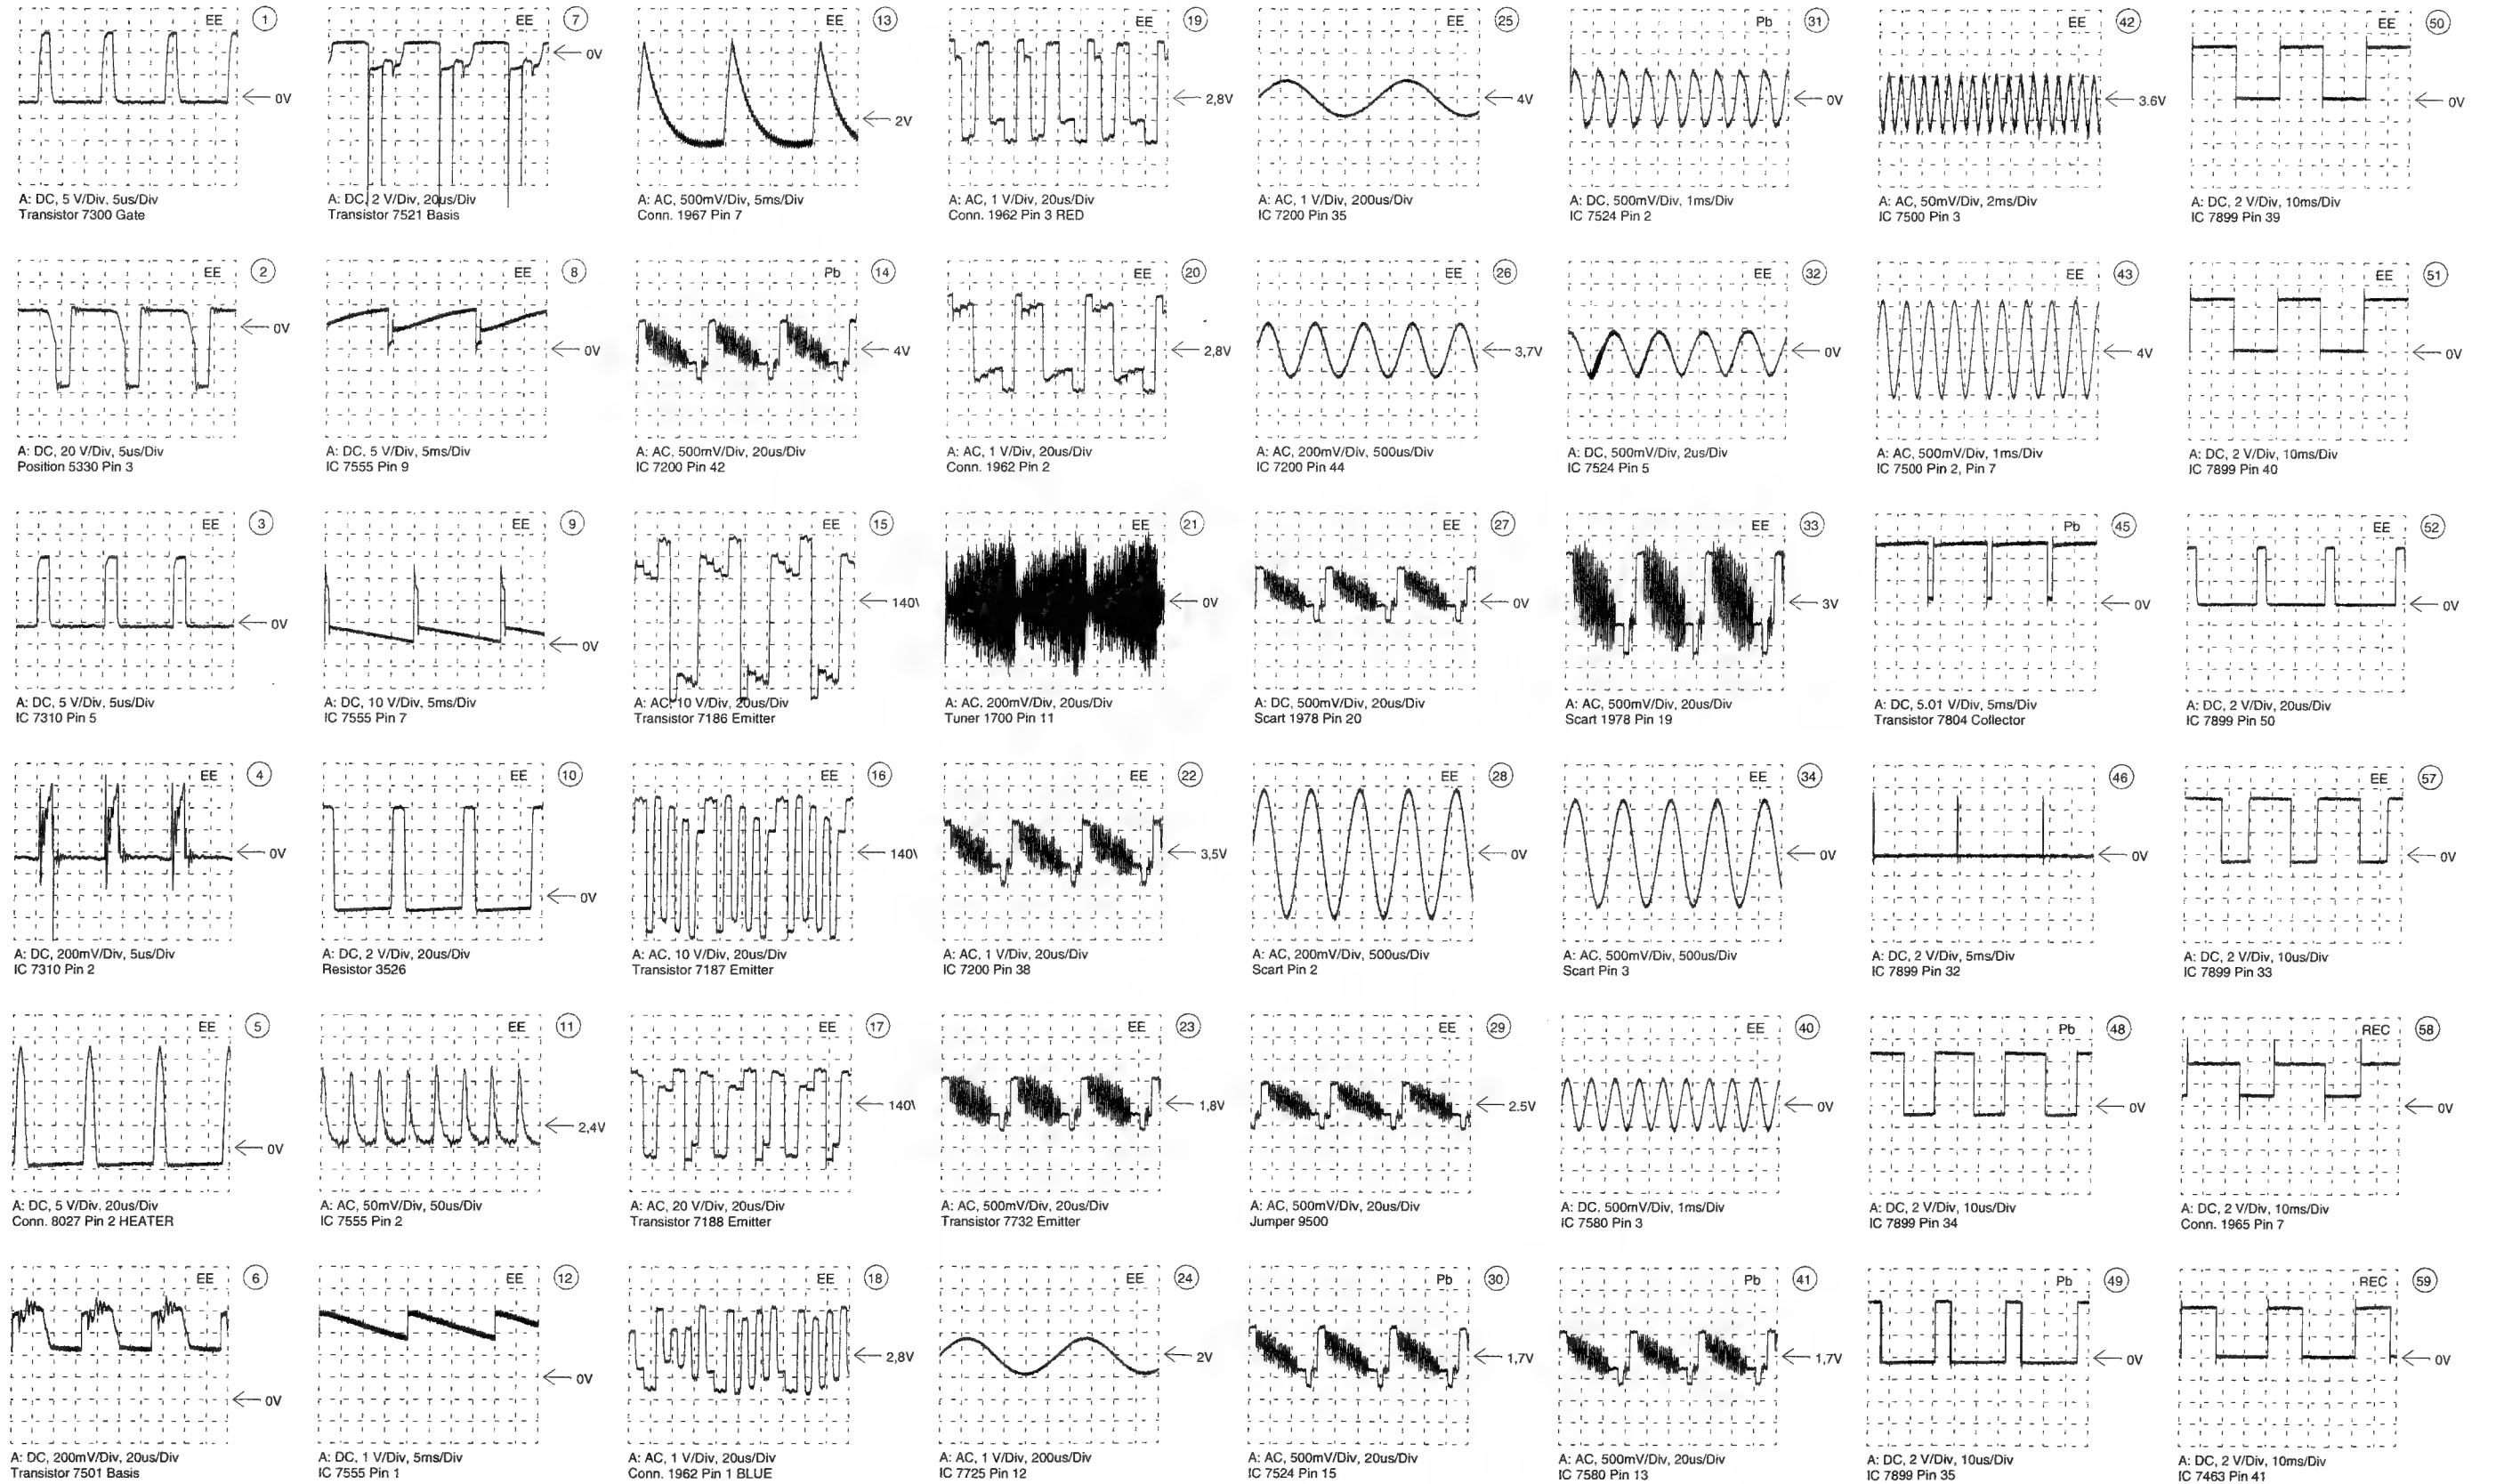 EE 1
0V
A: DC, 5 V/Div, 5us/Div
Transistor 7300 Gate
EE 7
0V
A: DC, 2 V/Div, 20us/Div
Transistor 7521 Basis
EE 13
2V
A: AC, 500mV/Div, 5ms/Div
Conn. 1967 Pin 7
EE 19
2,8V
A: AC, 1 V/Div, 20us/Div
Conn. 1962 Pin 3 RED
EE 25
4V
A: AC, 1 V/Div, 200us/Div
IC 7200 Pin 35
Pb 31
0V
A: DC, 500mV/Div, 1ms/Div
IC 7524 Pin 2
EE 42
3.6V
A: AC, 50mV/Div, 2ms/Div
IC 7500 Pin 3
EE 50
0V
A: DC, 2 V/Div, 10ms/Div
IC 7899 Pin 39
EE 2
0V
A: DC, 20 V/Div, 5us/Div
Position 5330 Pin 3
EE 8
0V
A: DC, 5 V/Div, 5ms/Div
IC 7555 Pin 9
Pb 14
4V
A: AC, 500mV/Div, 20us/Div
IC 7200 Pin 42
EE 20
2,8V
A: AC, 1 V/Div, 20us/Div
Conn. 1962 Pin 2
EE 26
3,7V
A: AC, 200mV/Div, 500us/Div
IC 7200 Pin 44
EE 32
0V
A: DC, 500mV/Div, 2us/Div
IC 7524 Pin 5
EE 43
4V
A: AC, 500mV/Div, 1ms/Div
IC 7500 Pin 2, Pin 7
EE 51
0V
A: DC, 2 V/Div, 10ms/Div
IC 7899 Pin 40
EE 3
0V
A: DC, 5 V/Div, 5us/Div
IC 7310 Pin 5
EE 9
0V
A: DC, 10 V/Div, 5ms/Div
IC 7555 Pin 7
EE 15
140\
A: AC, 10 V/Div, 20us/Div
Transistor 7186 Emitter
EE 21
0V
A: AC, 200mV/Div, 20us/Div
Tuner 1700 Pin 11
EE 27
0V
A: DC, 500mV/Div, 20us/Div
Scart 1978 Pin 20
EE 33
3V
A: AC, 500mV/Div, 20us/Div
Scart 1978 Pin 19
Pb 45
0V
A: DC, 5.01 V/Div, 5ms/Div
Transistor 7804 Collector
EE 52
0V
A: DC, 2 V/Div, 20us/Div
IC 7899 Pin 50
EE 4
0V
A: DC, 200mV/Div, 5us/Div
IC 7310 Pin 2
EE 10
0V
A: DC, 2 V/Div, 20us/Div
Resistor 3526
EE 16
140\
A: AC, 10 V/Div, 20us/Div
Transistor 7187 Emitter
EE 22
3,5V
A: AC, 1 V/Div, 20us/Div
IC 7200 Pin 38
EE 28
0V
A: AC, 200mV/Div, 500us/Div
Scart Pin 2
EE 34
0V
A: AC, 500mV/Div, 500us/Div
Scart Pin 3
46
0V
A: DC, 2 V/Div, 5ms/Div
IC 7899 Pin 32
EE 57
0V
A: DC, 2 V/Div, 10us/Div
IC 7899 Pin 33
EE 5
0V
A: DC, 5 V/Div, 20us/Div
Conn. 8027 Pin 2 HEATER
EE 11
2,4V
A: AC, 50mV/Div, 50us/Div
IC 7555 Pin 2
EE 17
140\
A: AC, 20 V/Div, 20us/Div
Transistor 7188 Emitter
EE 23
1,8V
A: AC, 500mV/Div, 20us/Div
Transistor 7732 Emitter
EE 29
2.5V
A: AC, 500mV/Div, 20us/Div
Jumper 9500
EE 40
0V
A: DC, 500mV/Div, 1ms/Div
IC 7580 Pin 3
Pb 48
0V
A: DC, 2 V/Div, 10us/Div
IC 7899 Pin 34
REC 58
0V
A: DC, 2 V/Div, 10ms/Div
Conn. 1965 Pin 7
EE 6
0V
A: DC, 200mV/Div, 20us/Div
Transistor 7501 Basis
EE 12
0V
A: DC, 1 V/Div, 5ms/Div
IC 7555 Pin 1
EE 18
2,8V
A: AC, 1 V/Div, 20us/Div
Conn. 1962 Pin 1 BLUE
EE 24
2V
A: AC, 1 V/Div, 200us/Div
IC 7725 Pin 12
Pb 30
1,7V
A: AC, 500mV/Div, 20us/Div
IC 7524 Pin 15
Pb 41
1,7V
A: AC, 500mV/Div, 20us/Div
IC 7580 Pin 13
Pb 49
0V
A: DC, 2 V/Div, 10us/Div
IC 7899 Pin 35
REC 59
0V
A: DC, 2 V/Div, 10ms/Div
IC 7463 Pin 41